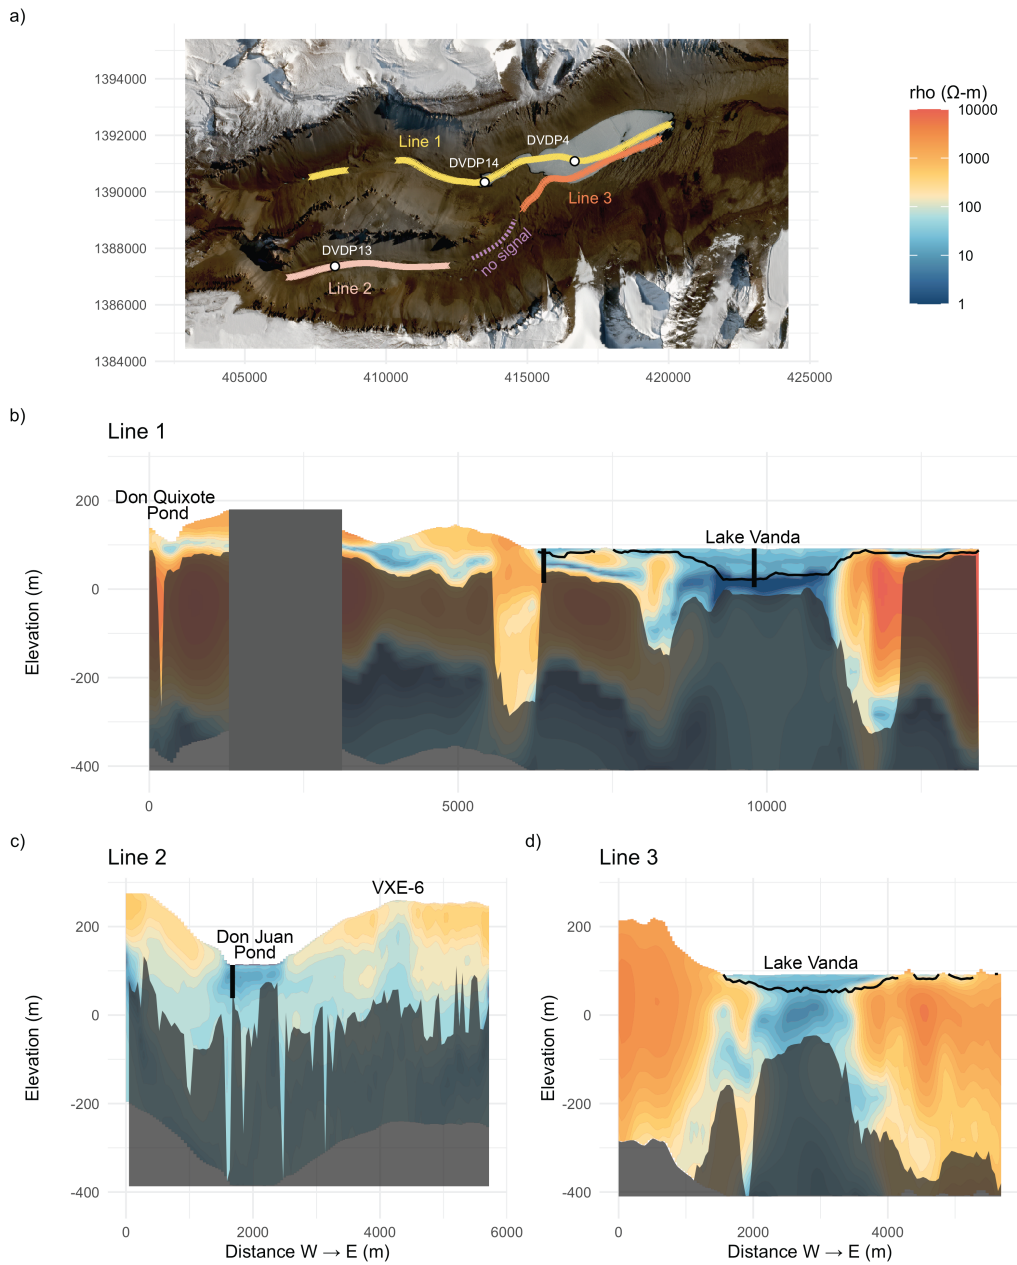 a)
1394000
1392000
1390000
1388000
1386000
1384000
405000
410000
415000
420000
425000
Line 1
DVDP14
DVDP4
Line 3
no signal
DVDP13
Line 2
rho (Ω-m)
10000
1000
100
10
1
b)
Line 1
Elevation (m)
200
0
-200
-400
Don Quixote
Pond
Lake Vanda
0
5000
10000
c)
Line 2
Elevation (m)
200
0
-200
-400
VXE-6
Don Juan
Pond
0
2000
4000
6000
Distance W → E (m)
d)
Line 3
Elevation (m)
200
0
-200
-400
Lake Vanda
0
2000
4000
Distance W → E (m)